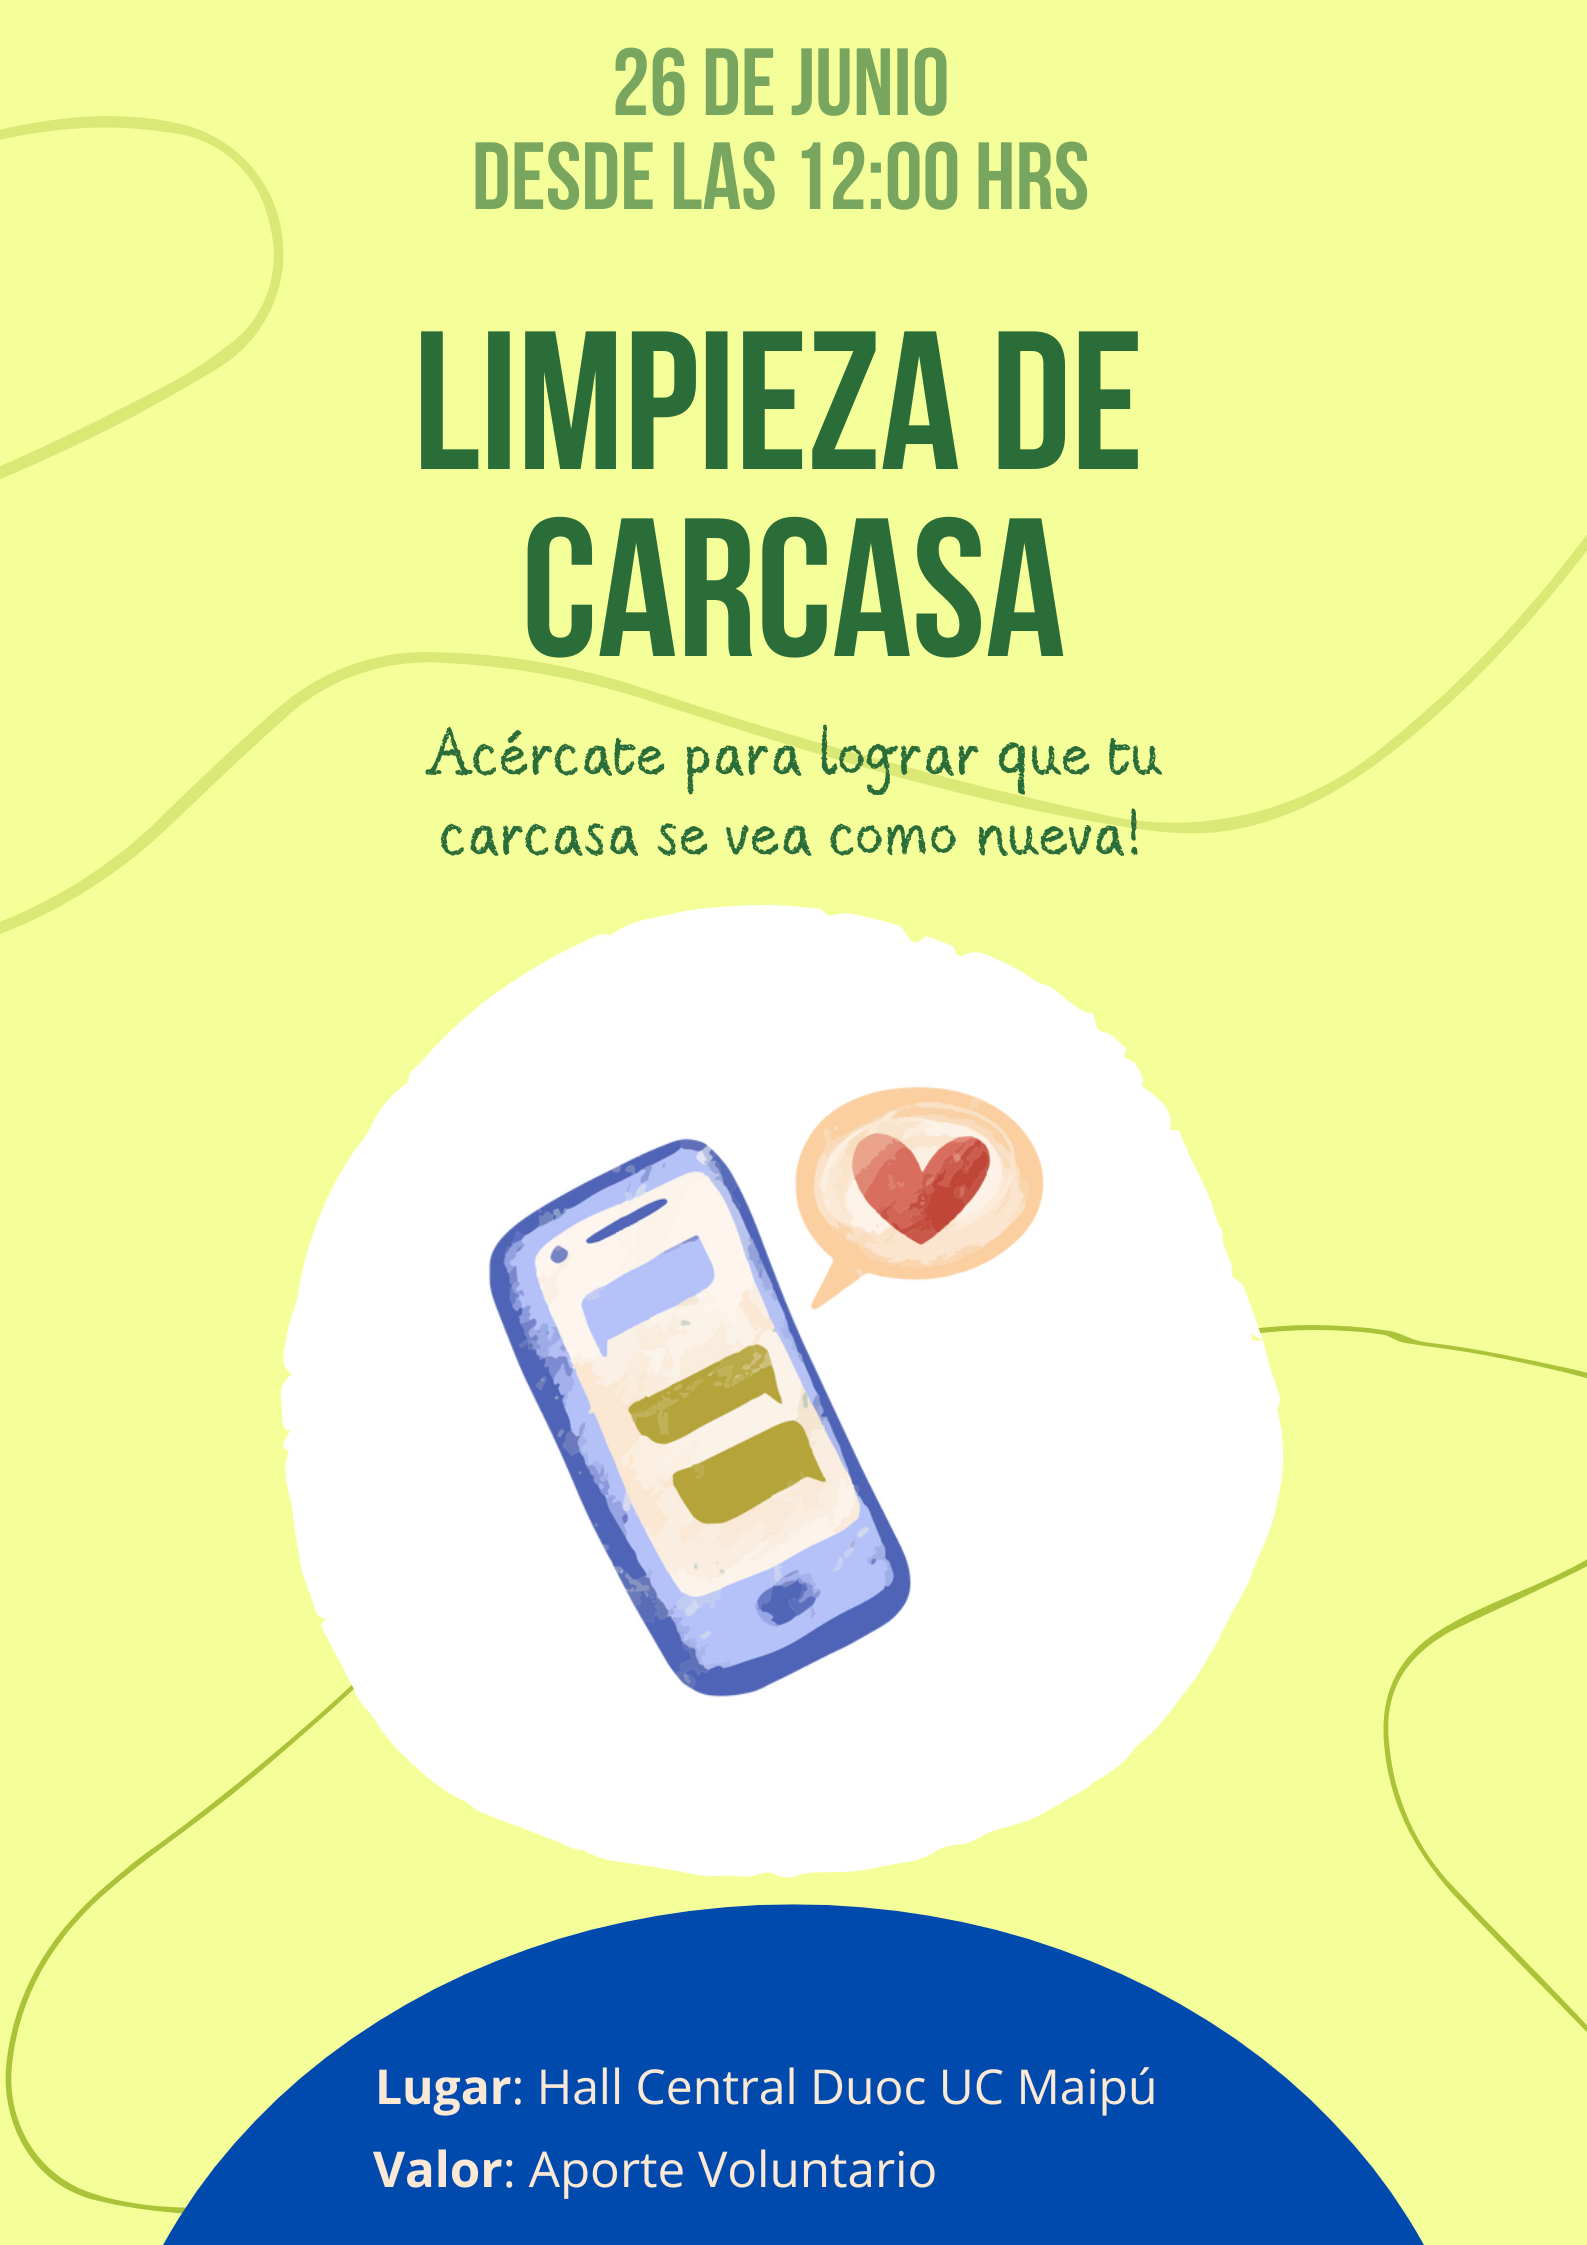 26 DE JUNIO
DESDE LAS 12:00 HRS
LIMPIEZA DE
CARCASA
Acércate para lograr que tu
carcasa se vea como nueva!
Lugar: Hall Central Duoc UC Maipú
Valor: Aporte Voluntario